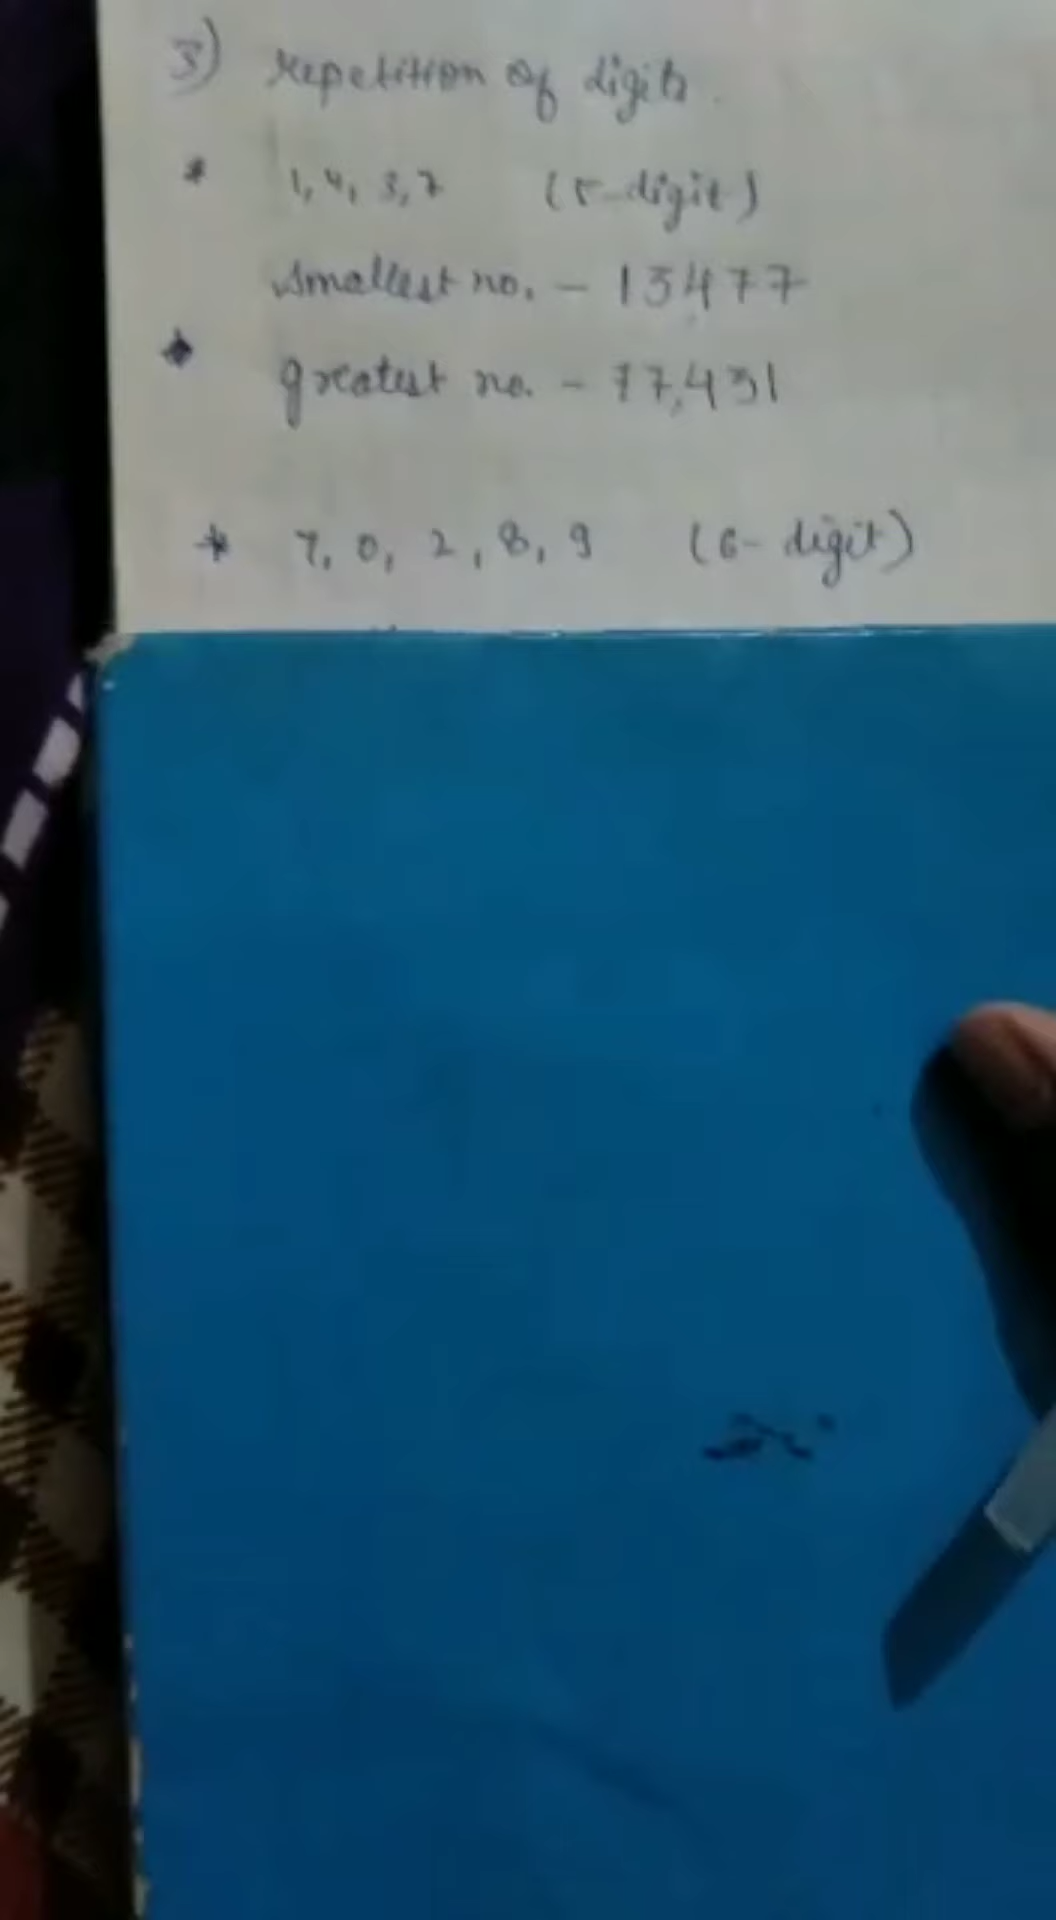 3) repetition of digits.
* 1, 4, 3, 7 (5-digit)
smallest no. - 13477
* greatest no. - 77,431
* 7, 0, 2, 8, 9 (6-digit)